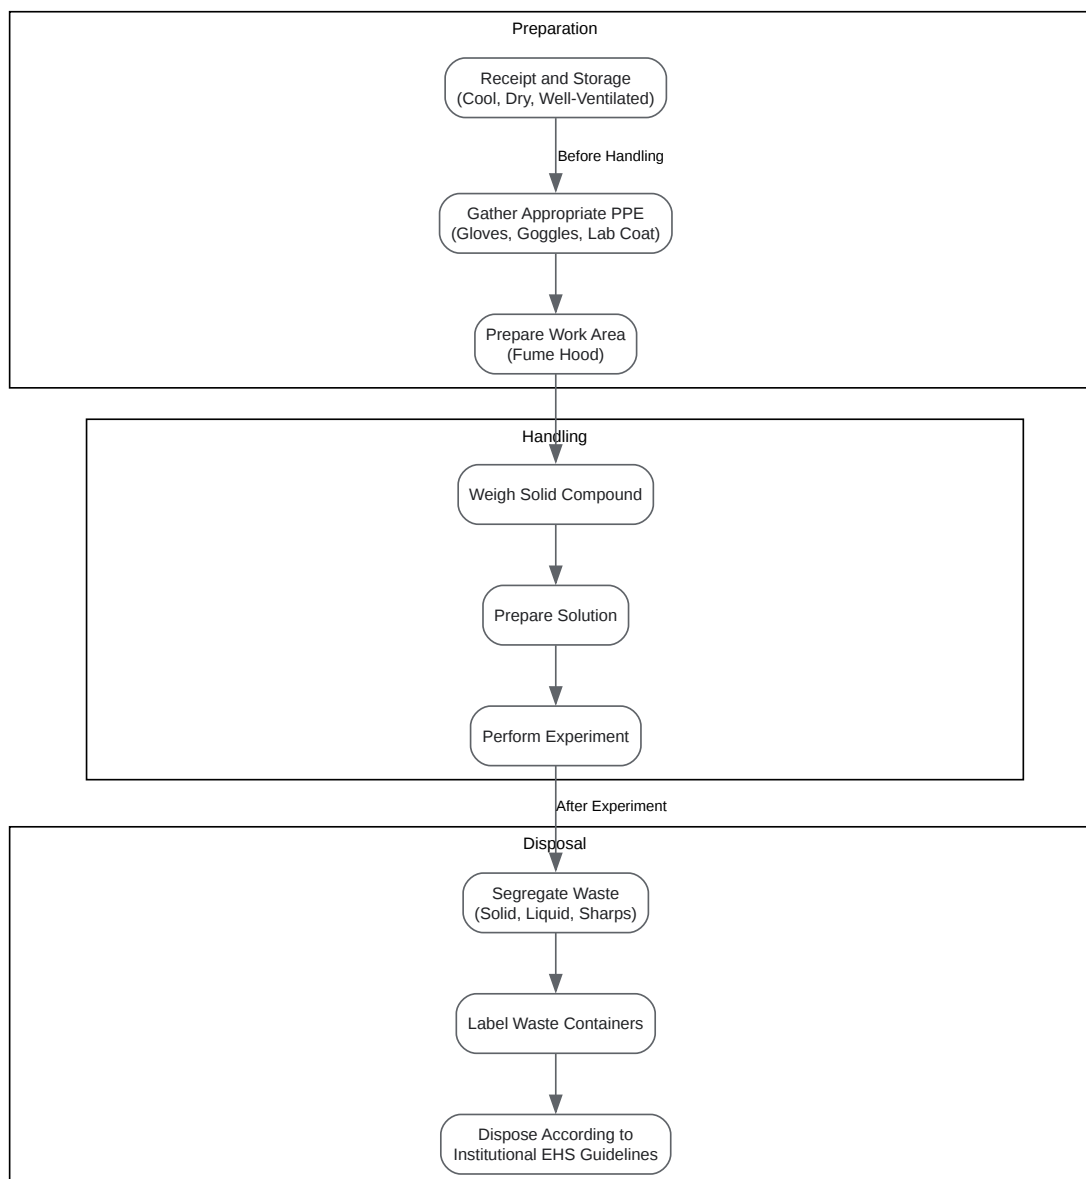 Preparation
Receipt and Storage
(Cool, Dry, Well-Ventilated)
Before Handling
Gather Appropriate PPE
(Gloves, Goggles, Lab Coat)
Prepare Work Area
(Fume Hood)
Handling
Weigh Solid Compound
Prepare Solution
Perform Experiment
After Experiment
Disposal
Segregate Waste
(Solid, Liquid, Sharps)
Label Waste Containers
Dispose According to
Institutional EHS Guidelines